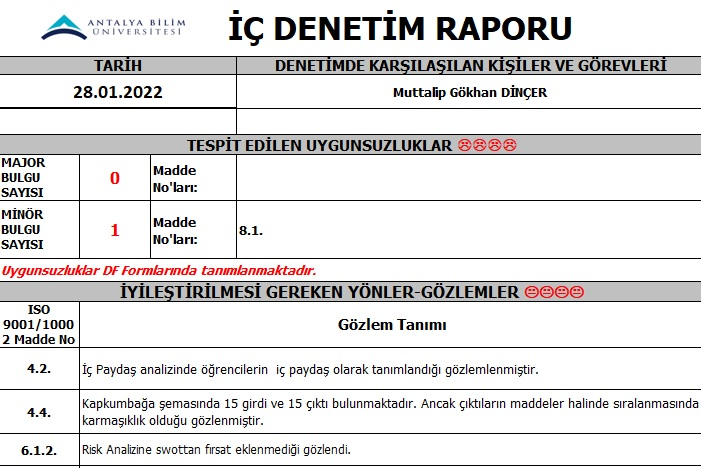 ANTALYA BİLİM
ÜNİVERSİTESİ
İÇ DENETİM RAPORU
TARİH
DENETİMDE KARŞILAŞILAN KİŞİLER VE GÖREVLERİ
28.01.2022
Muttalip Gökhan DİNÇER
TESPİT EDİLEN UYGUNSUZLUKLAR
MAJOR
BULGU
SAYISI
0
Madde
No'ları:
MİNÖR
BULGU
SAYISI
1
Madde
No'ları:
8.1.
Uygunsuzluklar DF Formlarında tanımlanmaktadır.
İYİLEŞTİRİLMESİ GEREKEN YÖNLER-GÖZLEMLER
ISO
9001/1000
2 Madde No
Gözlem Tanımı
4.2.
İç Paydaş analizinde öğrencilerin iç paydaş olarak tanımlandığı gözlemlenmiştir.
4.4.
Kapkumbağa şemasında 15 girdi ve 15 çıktı bulunmaktadır. Ancak çıktıların maddeler halinde sıralanmasında
karmaşıklık olduğu gözlenmiştir.
6.1.2.
Risk Analizine swottan fırsat eklenmediği gözlendi.